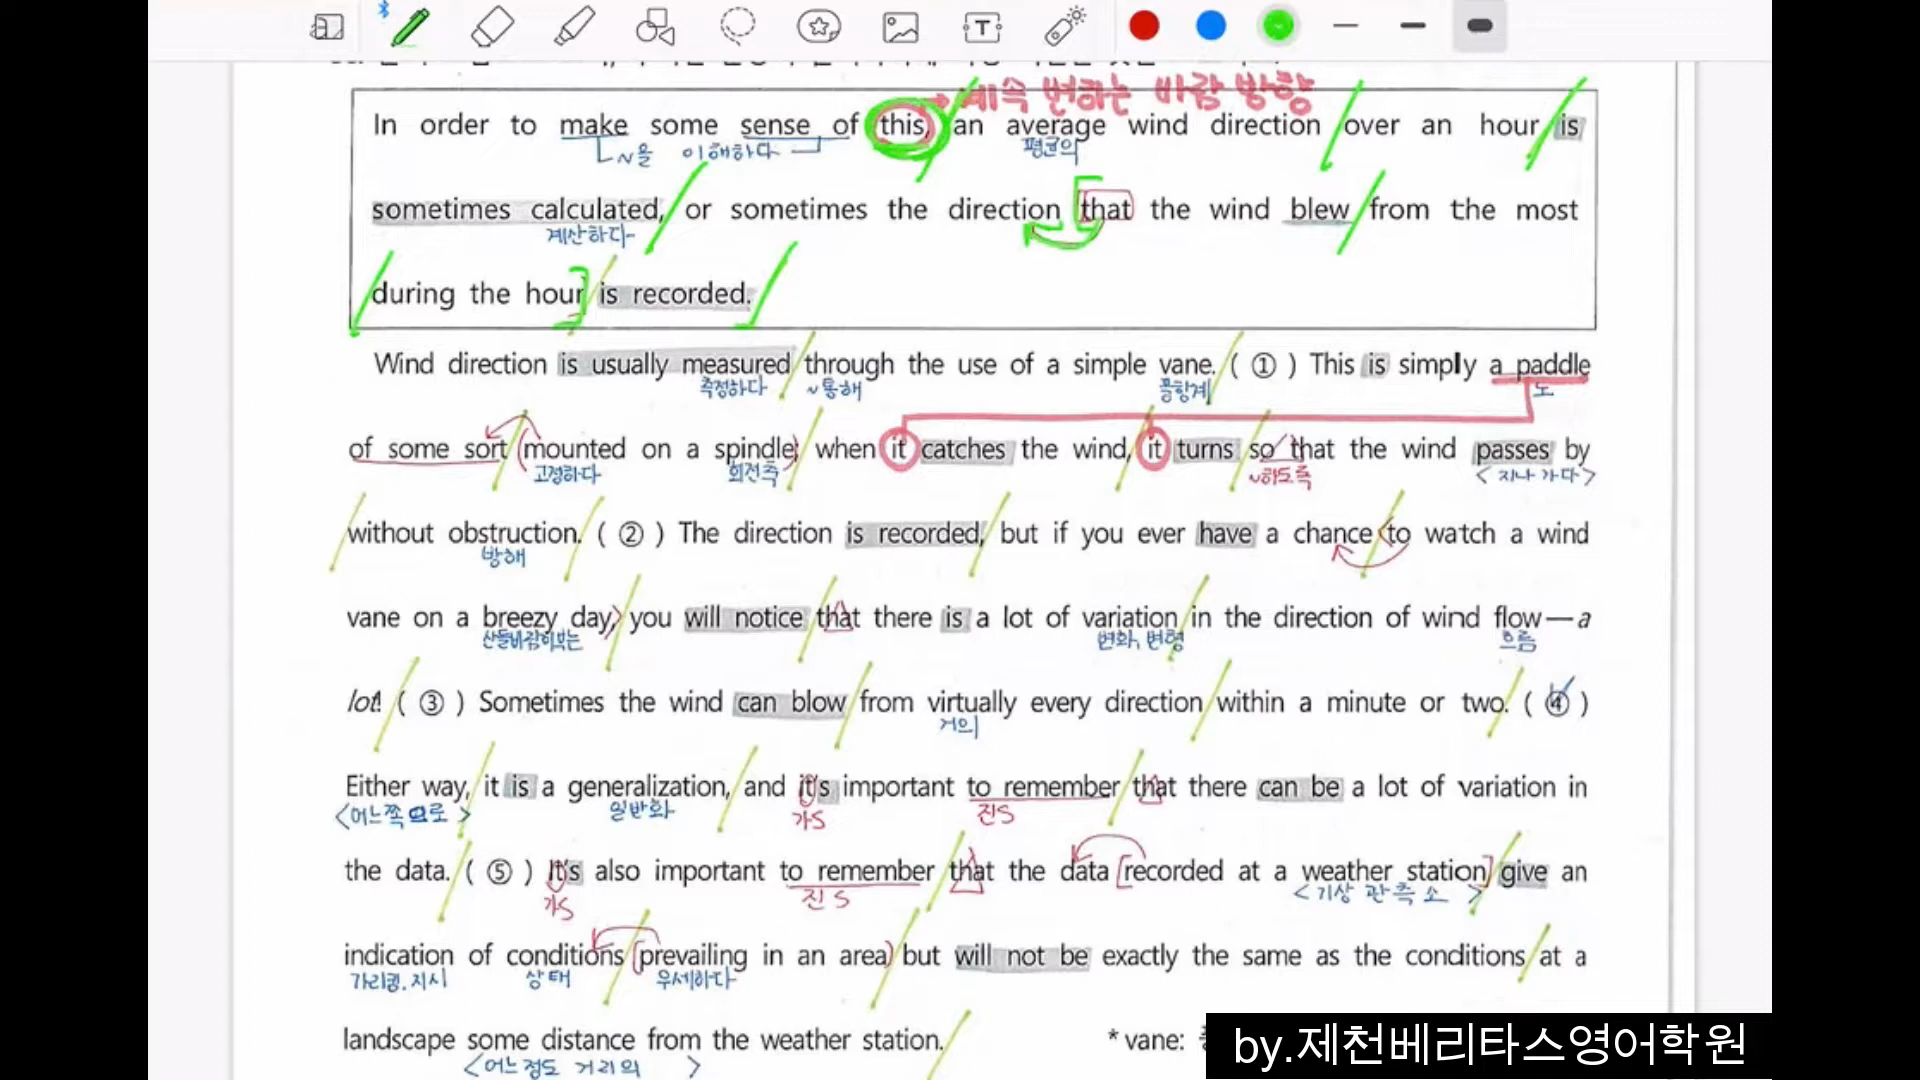 계속 변하는 바람 방향
In order to make some sense of this, an average wind direction over an hour is
~을 이해하다 평균의
sometimes calculated, or sometimes the direction that the wind blew from the most
계산하다
during the hour is recorded.
Wind direction is usually measured through the use of a simple vane. ( ① ) This is simply a paddle
측정하다 ~통해 풍향계 노
of some sort mounted on a spindle; when it catches the wind, it turns so that the wind passes by
고정하다 회전축 ~하도록 <지나가다>
without obstruction. ( ② ) The direction is recorded, but if you ever have a chance to watch a wind
방해
vane on a breezy day, you will notice that there is a lot of variation in the direction of wind flow—a
산들바람이부는 변화, 변형 흐름
lot! ( ③ ) Sometimes the wind can blow from virtually every direction within a minute or two. ( ④ )
거의
Either way, it is a generalization, and it's important to remember that there can be a lot of variation in
<어느쪽으로> 일반화 가S 진S
the data. ( ⑤ ) It's also important to remember that the data recorded at a weather station give an
가S 진S <기상 관측소>
indication of conditions prevailing in an area but will not be exactly the same as the conditions at a
가리킴, 지시 상태 우세하다
landscape some distance from the weather station. * vane:
<어느정도 거리의>
by.제천베리타스영어학원